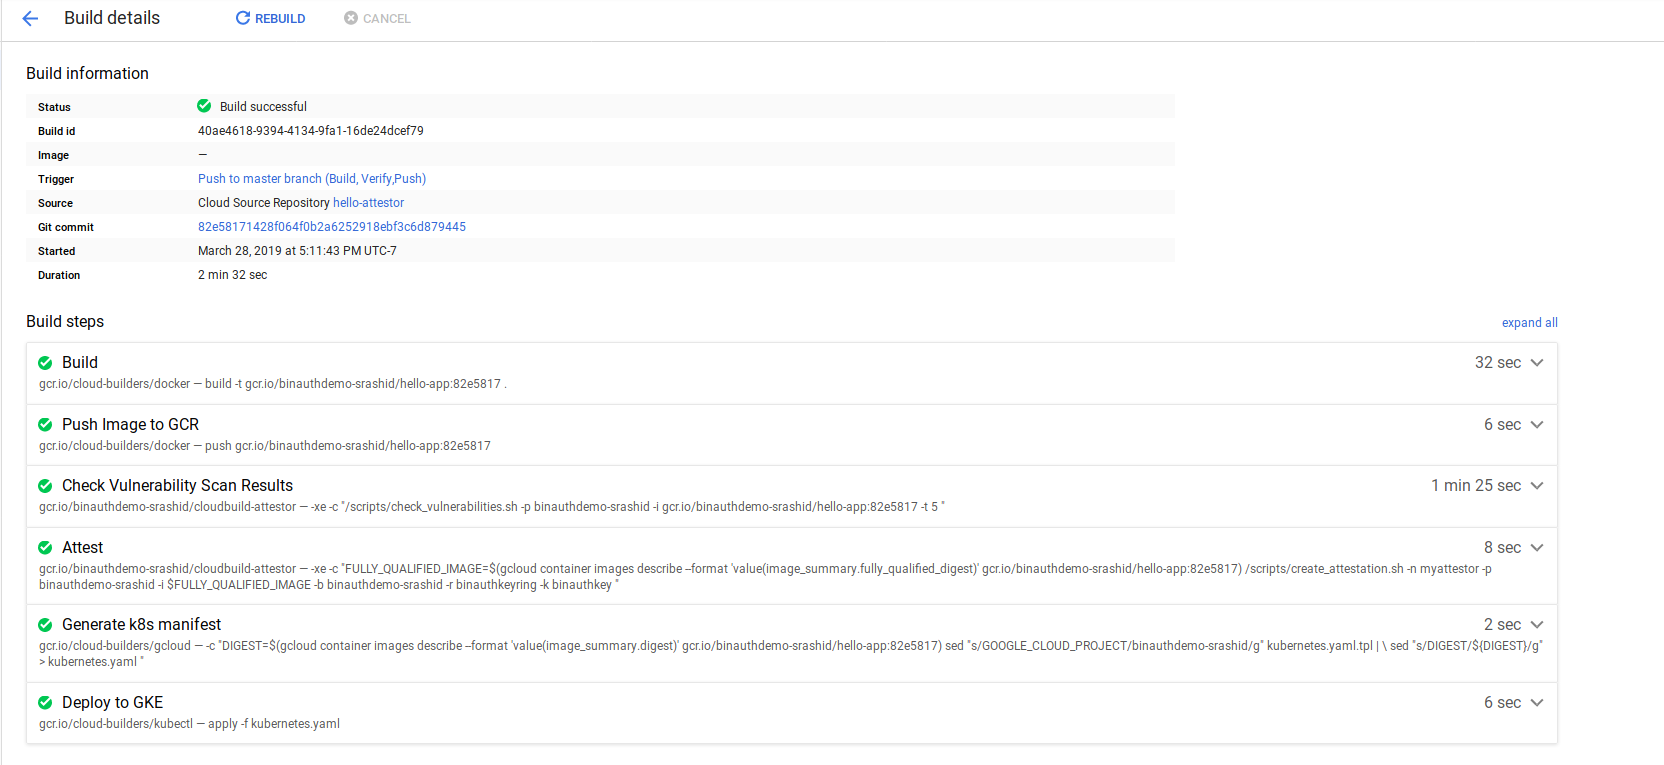 Build details REBUILD CANCEL
Build information
Status Build successful
Build id 40ae4618-9394-4134-9fa1-16de24dcef79
Image —
Trigger Push to master branch (Build, Verify,Push)
Source Cloud Source Repository hello-attestor
Git commit 82e58171428f064f0b2a6252918ebf3c6d879445
Started March 28, 2019 at 5:11:43 PM UTC-7
Duration 2 min 32 sec
Build steps expand all
Build 32 sec
gcr.io/cloud-builders/docker — build -t gcr.io/binauthdemo-srashid/hello-app:82e5817 .
Push Image to GCR 6 sec
gcr.io/cloud-builders/docker — push gcr.io/binauthdemo-srashid/hello-app:82e5817
Check Vulnerability Scan Results 1 min 25 sec
gcr.io/binauthdemo-srashid/cloudbuild-attestor — -xe -c "/scripts/check_vulnerabilities.sh -p binauthdemo-srashid -i gcr.io/binauthdemo-srashid/hello-app:82e5817 -t 5 "
Attest 8 sec
gcr.io/binauthdemo-srashid/cloudbuild-attestor — -xe -c "FULLY_QUALIFIED_IMAGE=$(gcloud container images describe --format 'value(image_summary.fully_qualified_digest)' gcr.io/binauthdemo-srashid/hello-app:82e5817) /scripts/create_attestation.sh -n myattestor -p
binauthdemo-srashid -i $FULLY_QUALIFIED_IMAGE -b binauthdemo-srashid -r binauthkeyring -k binauthkey "
Generate k8s manifest 2 sec
gcr.io/cloud-builders/gcloud — -c "DIGEST=$(gcloud container images describe --format 'value(image_summary.digest)' gcr.io/binauthdemo-srashid/hello-app:82e5817) sed "s/GOOGLE_CLOUD_PROJECT/binauthdemo-srashid/g" kubernetes.yaml.tpl | \ sed "s/DIGEST/${DIGEST}/g"
> kubernetes.yaml "
Deploy to GKE 6 sec
gcr.io/cloud-builders/kubectl — apply -f kubernetes.yaml